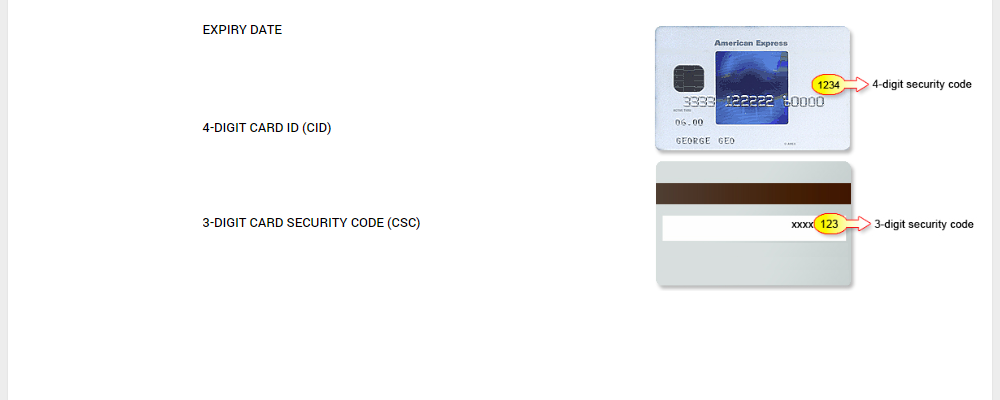 EXPIRY DATE
4-DIGIT CARD ID (CID)
3-DIGIT CARD SECURITY CODE (CSC)
American Express
1234
4-digit security code
3333 122222 60000
06.00
GEORGE GEO
xxxx 123
3-digit security code